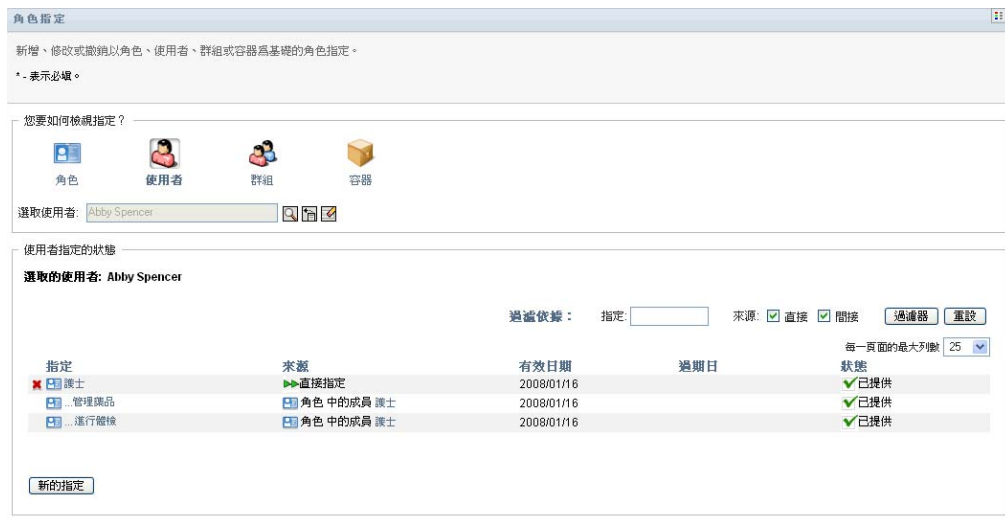 角色指定
新增、修改或撤銷以角色、使用者、群組或容器爲基礎的角色指定。
* - 表示必填。
您要如何檢視指定？
角色 使用者 群組 容器
選取使用者: Abby Spencer
使用者指定的狀態
選取的使用者: Abby Spencer
過濾依據： 指定: 來源: 直接 間接 過濾器 重設
每一頁面的最大列數 25
指定 來源 有效日期 過期日 狀態
護士 直接指定 2008/01/16 已提供
...管理藥品 角色 中的成員 護士 2008/01/16 已提供
...進行體檢 角色 中的成員 護士 2008/01/16 已提供
新的指定